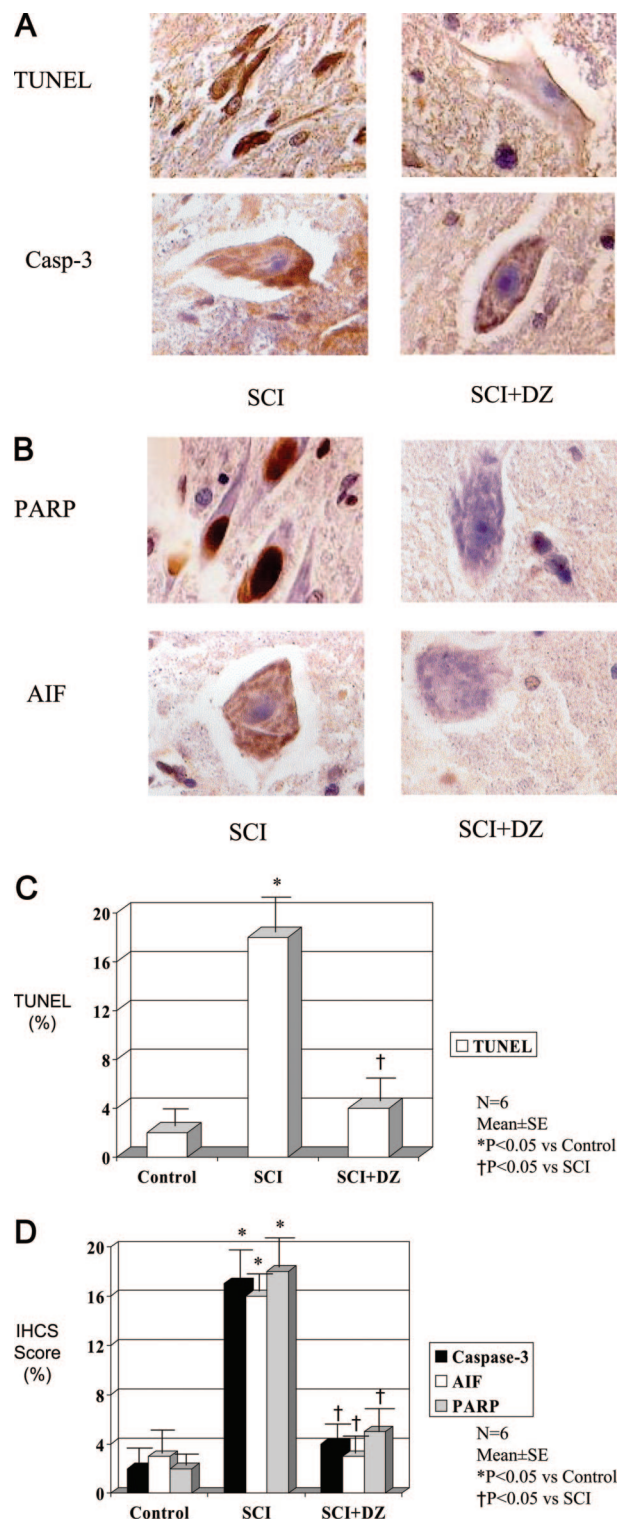 A
TUNEL
Casp-3
SCI
SCI+DZ
B
PARP
AIF
SCI
SCI+DZ
C
20
*
16
TUNEL
(%)
12
8
TUNEL
†
4
N=6
Mean±SE
*P<0.05 vs Control
†P<0.05 vs SCI
0
Control
SCI
SCI+DZ
D
20
*
*
*
16
IHCS
Score
(%)
12
Caspase-3
AIF
PARP
8
†
†
†
4
N=6
Mean±SE
*P<0.05 vs Control
†P<0.05 vs SCI
0
Control
SCI
SCI+DZ